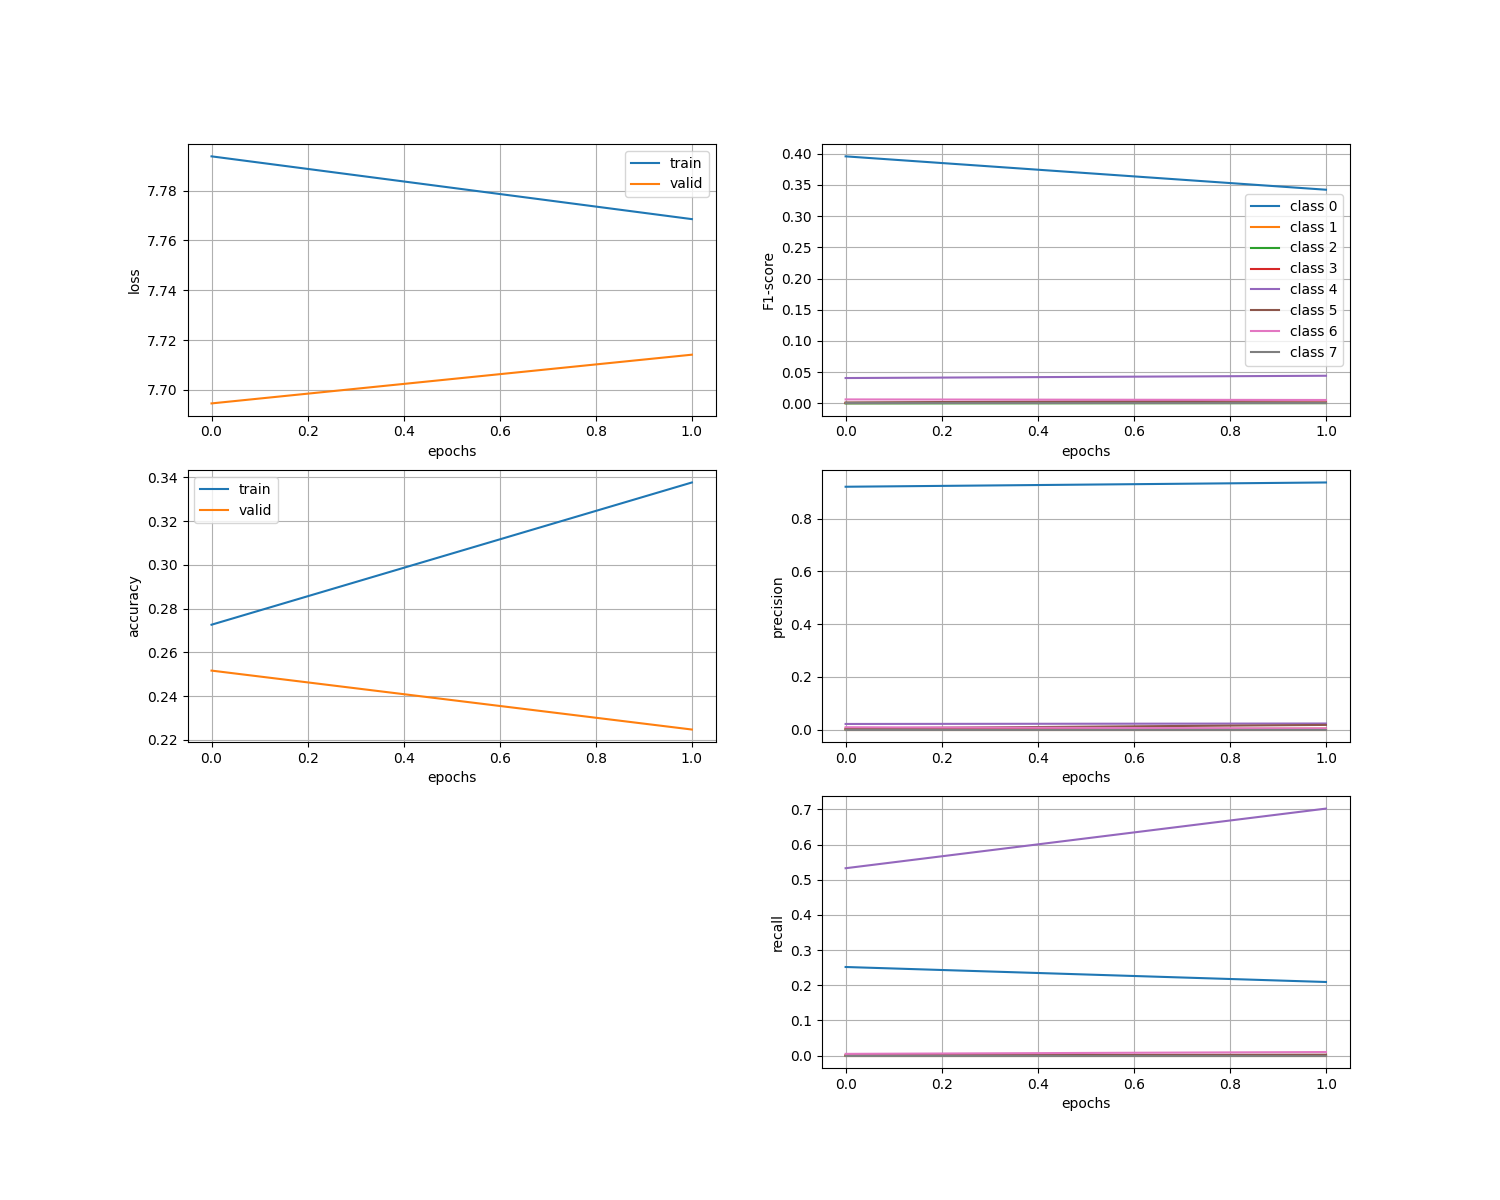 train
valid
7.78
7.76
7.74
7.72
7.70
loss
0.0 0.2 0.4 0.6 0.8 1.0
epochs
0.40
0.35
0.30
0.25
0.20
0.15
0.10
0.05
0.00
F1-score
class 0
class 1
class 2
class 3
class 4
class 5
class 6
class 7
0.0 0.2 0.4 0.6 0.8 1.0
epochs
train
valid
0.34
0.32
0.30
0.28
0.26
0.24
0.22
accuracy
0.0 0.2 0.4 0.6 0.8 1.0
epochs
0.8
0.6
0.4
0.2
0.0
precision
0.0 0.2 0.4 0.6 0.8 1.0
epochs
0.7
0.6
0.5
0.4
0.3
0.2
0.1
0.0
recall
0.0 0.2 0.4 0.6 0.8 1.0
epochs